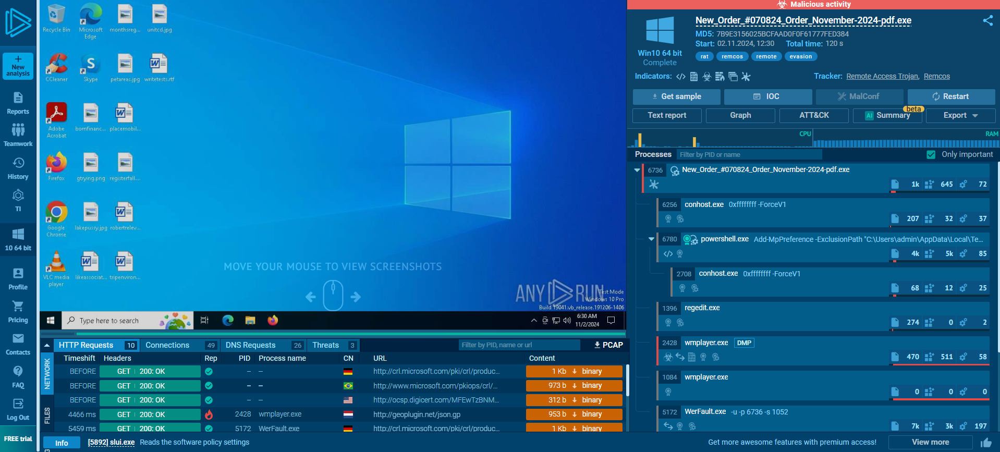 Malicious activity
New_Order_#070824_Order_November-2024-pdf.exe
MD5: 7B9E3156025BCFAAD0F0F61777FED384
Start: 02.11.2024, 12:30 Total time: 120 s
Win10 64 bit
Complete
rat remcos remote evasion
Indicators:
Tracker: Remote Access Trojan, Remcos
Get sample IOC MalConf Restart
Text report Graph ATT&CK AI Summary beta Export
CPU RAM
Processes Filter by PID or name Only important
6736 New_Order_#070824_Order_November-2024-pdf.exe
1k 645 72
6256 conhost.exe 0xffffffff -ForceV1
207 32 37
6780 powershell.exe Add-MpPreference -ExclusionPath "C:\Users\admin\AppData\Local\Te...
4k 5k 85
2708 conhost.exe 0xffffffff -ForceV1
68 12 25
1396 regedit.exe
274 0 2
2428 wmplayer.exe DMP
470 511 58
1084 wmplayer.exe
0 0 0
5172 WerFault.exe -u -p 6736 -s 1052
7k 3k 197
New analysis
Reports
Teamwork
History
TI
10 64 bit
Profile
Pricing
Contacts
FAQ
Log Out
FREE trial
Recycle Bin
Microsoft Edge
monthsreg...
unitcd.jpg
CCleaner
Skype
petareas.jpg
writetests.rtf
Adobe Acrobat
bornfinanc...
placemobil...
Firefox
gtrying.png
registerfall....
Google Chrome
lakepussy.jpg
robertrelev...
VLC media player
likeassociat...
tripenviron...
MOVE YOUR MOUSE TO VIEW SCREENSHOTS
ANY RUN
Test Mode
Windows 10 Pro
Build 19041.vb_release.191206-1406
Type here to search
6:30 AM
11/2/2024
HTTP Requests 10 Connections 49 DNS Requests 26 Threats 3 Filter by PID, name or url PCAP
NETWORK
FILES
Timeshift Headers Rep PID Process name CN URL Content
BEFORE GET 200: OK – – http://crl.microsoft.com/pki/crl/produc... 1 Kb binary
BEFORE GET 200: OK – – http://www.microsoft.com/pkiops/crl/... 973 b binary
BEFORE GET 200: OK – – http://ocsp.digicert.com/MFEwTzBNM... 312 b binary
4466 ms GET 200: OK 2428 wmplayer.exe http://geoplugin.net/json.gp 953 b binary
5459 ms GET 200: OK 5172 WerFault.exe http://crl.microsoft.com/pki/crl/produc... 1 Kb binary
Info [5892] slui.exe Reads the software policy settings
Get more awesome features with premium access! View more